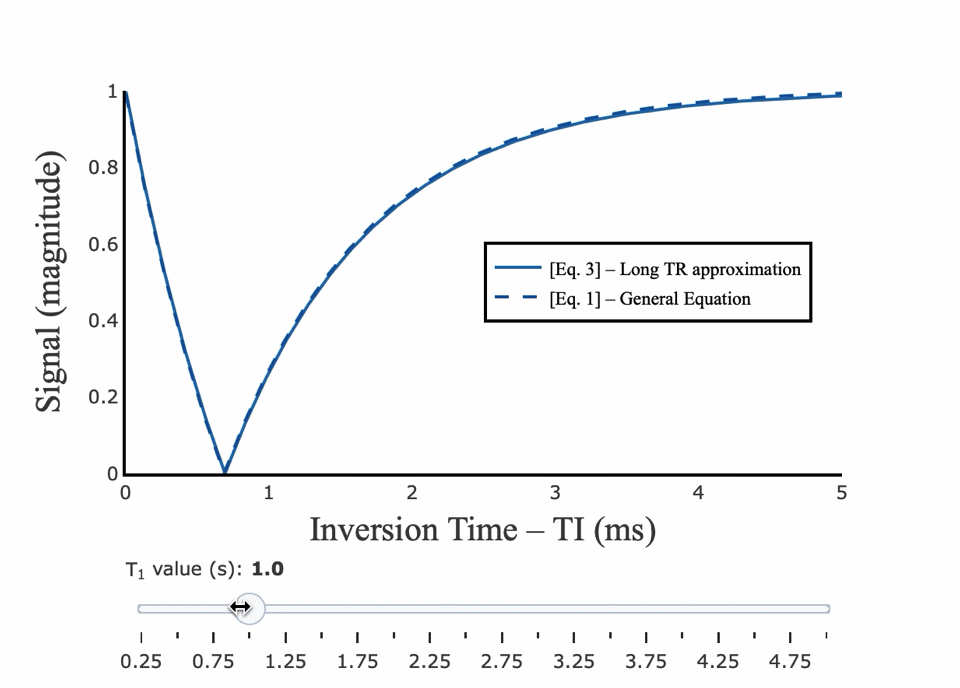 1
0.8
0.6
0.4
0.2
0
Signal (magnitude)
[Eq. 3] – Long TR approximation
[Eq. 1] – General Equation
0 1 2 3 4 5
Inversion Time – TI (ms)
T₁ value (s): 1.0
0.25 0.75 1.25 1.75 2.25 2.75 3.25 3.75 4.25 4.75